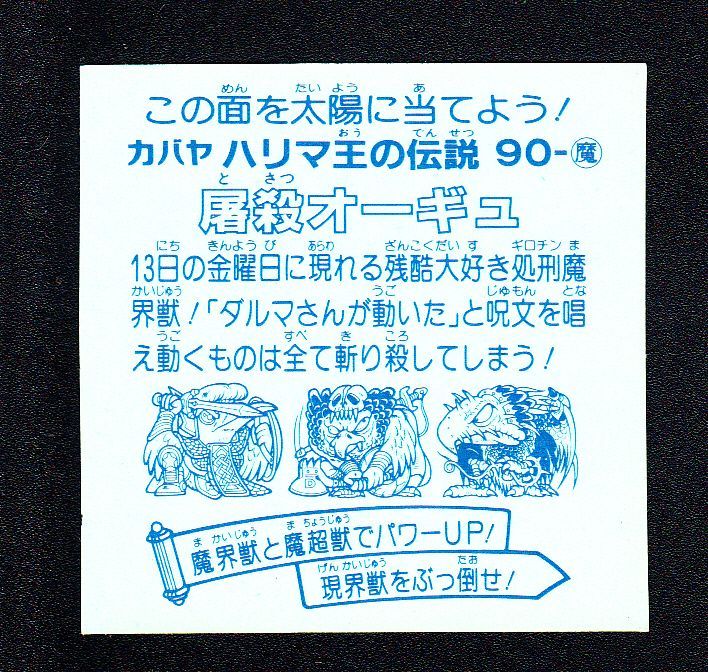 この面を太陽に当てよう！
カバヤ ハリマ王の伝説 90-魔
屠殺オーギュ
13日の金曜日に現れる残酷大好き処刑魔
界獣！「ダルマさんが動いた」と呪文を唱
え動くものは全て斬り殺してしまう！
魔界獣と魔超獣でパワーUP！
現界獣をぶっ倒せ！